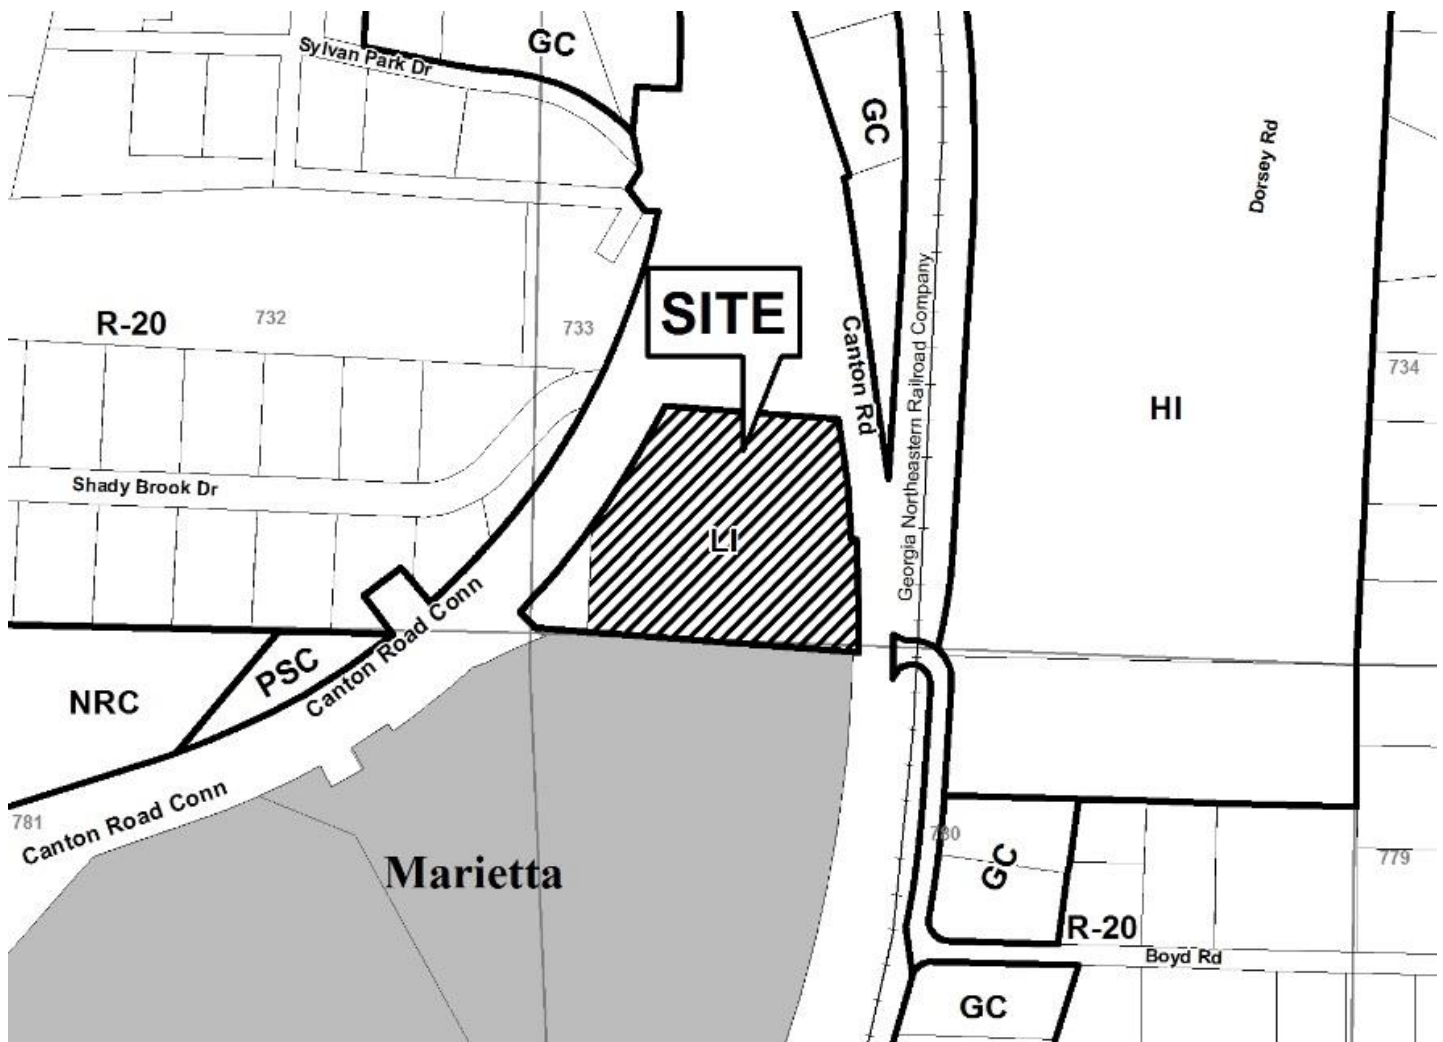 GC
Sylvan Park Dr
GC
Dorsey Rd
SITE
R-20
732
733
Canton Rd
Georgia Northeastern Railroad Company
734
HI
Shady Brook Dr
LI
PSC
Canton Road Conn
NRC
Canton Road Conn
781
Marietta
780
GC
779
R-20
Boyd Rd
GC